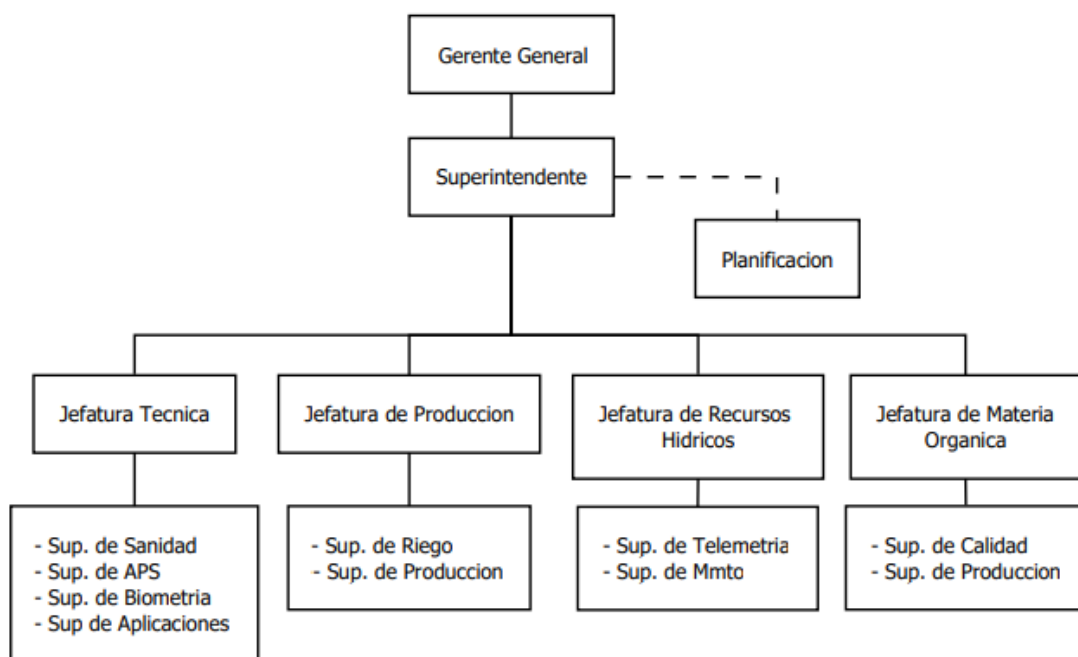 Gerente General
Superintendente
Planificacion
Jefatura Tecnica
Jefatura de Produccion
Jefatura de Recursos
Hidricos
Jefatura de Materia
Organica
- Sup. de Sanidad
- Sup. de APS
- Sup. de Biometria
- Sup de Aplicaciones
- Sup. de Riego
- Sup. de Produccion
- Sup. de Telemetria
- Sup. de Mmto
- Sup. de Calidad
- Sup. de Produccion